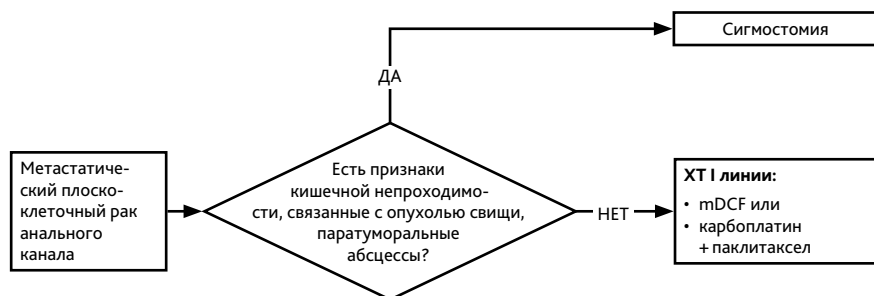 Сигмостомия
ДА
Метастатиче-
ский плоско-
клеточный рак
анального
канала
Есть признаки
кишечной непроходимо-
сти, связанные с опухолью свищи,
паратуморальные
абсцессы?
НЕТ
ХТ I линии:
• mDCF или
• карбоплатин
+ паклитаксел